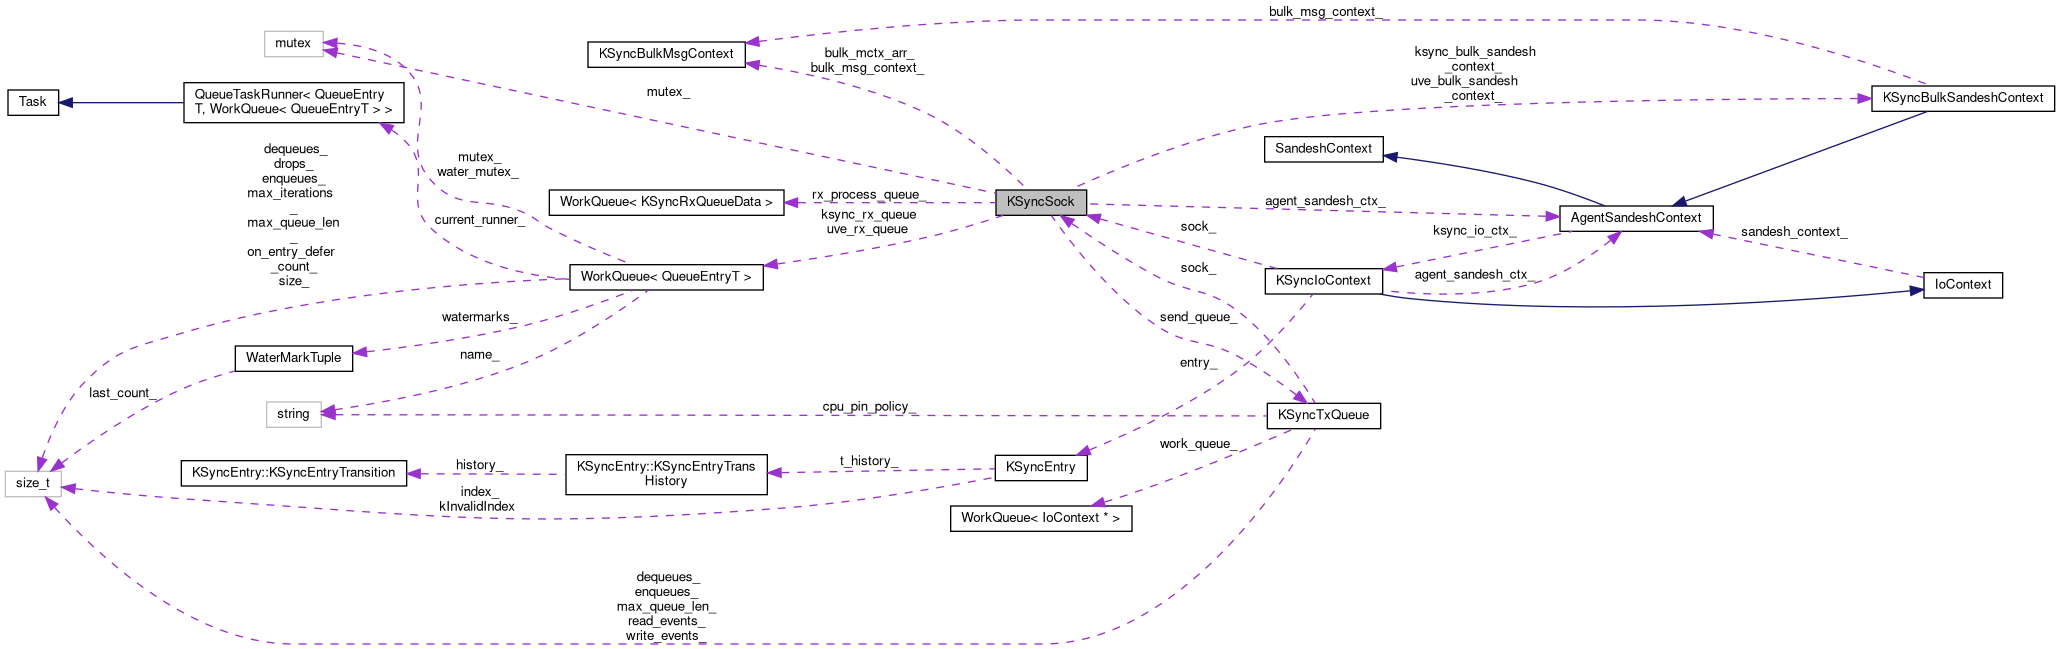 bulk_msg_context_
mutex
KSyncBulkMsgContext
bulk_mctx_arr_
bulk_msg_context_
ksync_bulk_sandesh
_context_
uve_bulk_sandesh
_context_
mutex_
Task
QueueTaskRunner< QueueEntry
T, WorkQueue< QueueEntryT > >
KSyncBulkSandeshContext
dequeues_
drops_
enqueues_
max_iterations
_
max_queue_len
_
on_entry_defer
_count_
size_
mutex_
water_mutex_
SandeshContext
WorkQueue< KSyncRxQueueData >
rx_process_queue_
KSyncSock
agent_sandesh_ctx_
AgentSandeshContext
current_runner_
ksync_rx_queue
uve_rx_queue
sock_
ksync_io_ctx_
sandesh_context_
WorkQueue< QueueEntryT >
sock_
KSyncIoContext
agent_sandesh_ctx_
IoContext
watermarks_
send_queue_
WaterMarkTuple
name_
entry_
last_count_
string
cpu_pin_policy_
KSyncTxQueue
work_queue_
size_t
KSyncEntry::KSyncEntryTransition
history_
KSyncEntry::KSyncEntryTrans
History
t_history_
KSyncEntry
index_
kInvalidIndex
WorkQueue< IoContext * >
dequeues_
enqueues_
max_queue_len_
read_events_
write_events_